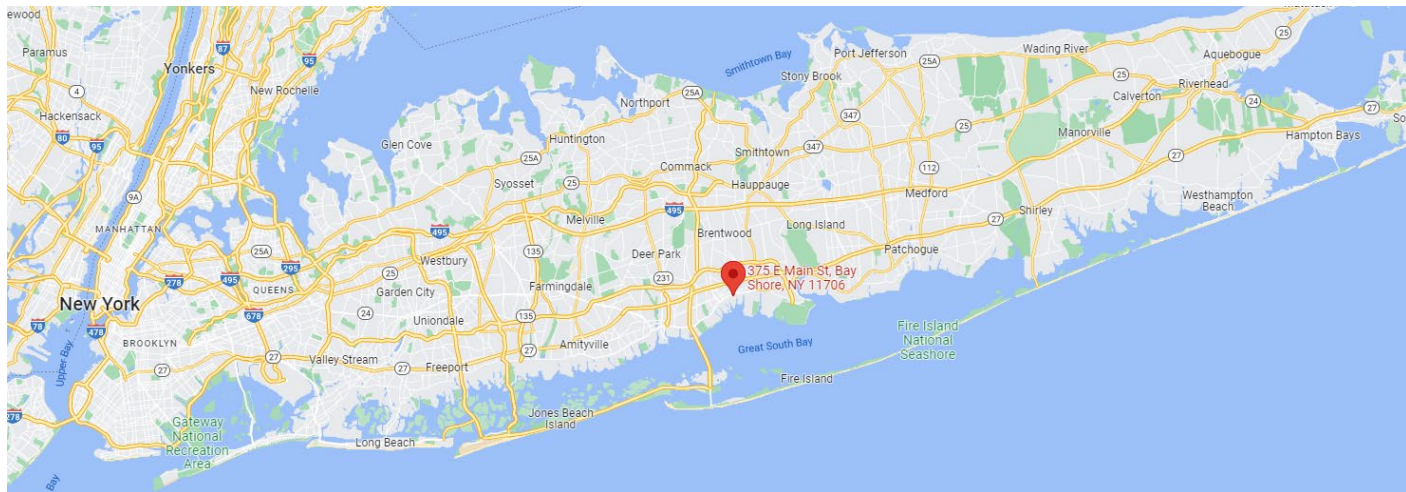 ewood
Paramus
Yonkers
87
95
New Rochelle
4
Hackensack
80
95
9A
MANHATTAN
Glen Cove
Huntington
Northport
25A
Smithtown Bay
Port Jefferson
Stony Brook
25A
Wading River
Aquebogue
25
25
Riverhead
Calverton
24
27
Hampton Bays
So
347
347
25
Manorville
Smithtown
Commack
Hauppauge
112
Medford
27
Westhampton
Beach
25A
Syosset
25
Melville
495
495
Brentwood
Long Island
27
Shirley
Patchogue
25A
295
495
278
QUEENS
Westbury
135
Deer Park
231
375 E Main St, Bay
Shore, NY 11706
25
Garden City
Farmingdale
New York
78
478
678
24
Uniondale
135
BROOKLYN
Upper Bay
27
27
Valley Stream
27
Freeport
27
Amityville
Great South Bay
Fire Island
National
Seashore
Fire Island
278
Gateway
National
Recreation
Area
Long Beach
Jones Beach
Island
Bay